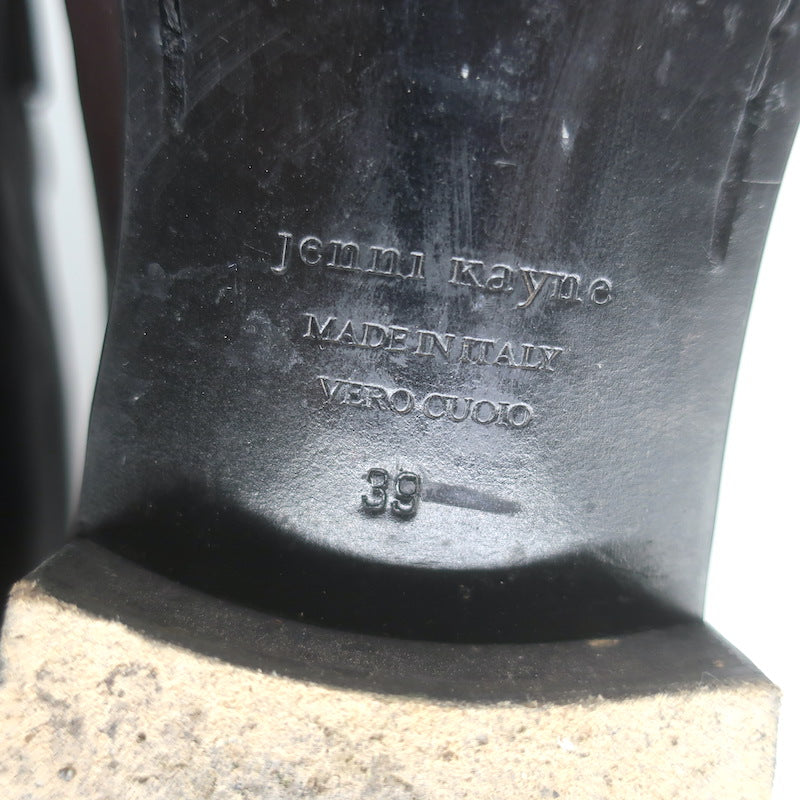 Jenni Kayne
MADE IN ITALY
VERO CUOIO
39